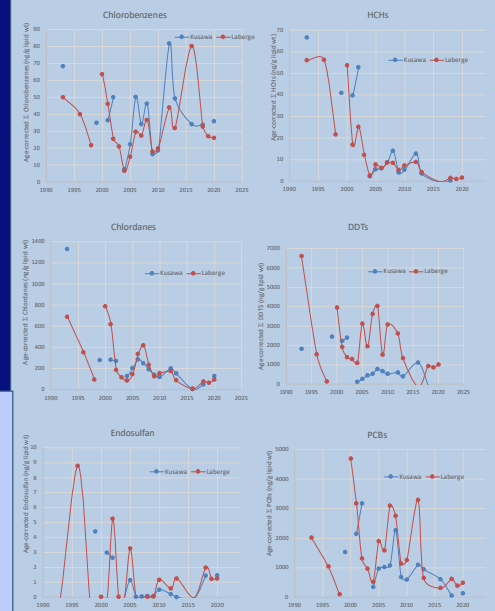 Chlorobenzenes
Age-corrected Σ Chlorobenzenes (ng/g lipid wt)
Kusawa Laberge
90
80
70
60
50
40
30
20
10
0
1990 1995 2000 2005 2010 2015 2020 2025
HCHs
Age-corrected Σ HCHs (ng/g lipid wt)
Kusawa Laberge
70
60
50
40
30
20
10
0
1990 1995 2000 2005 2010 2015 2020 2025
Chlordanes
Age-corrected Σ Chlordanes (ng/g lipid wt)
Kusawa Laberge
1400
1200
1000
800
600
400
200
0
1990 1995 2000 2005 2010 2015 2020 2025
DDTs
Age-corrected Σ DDTS (ng/g lipid wt)
Kusawa Laberge
7000
6000
5000
4000
3000
2000
1000
0
1990 1995 2000 2005 2010 2015 2020 2025
Endosulfan
Age-corrected Endosulfan (ng/g lipid wt)
Kusawa Laberge
10
9
8
7
6
5
4
3
2
1
0
1990 1995 2000 2005 2010 2015 2020
PCBs
Age-corrected Σ PCBs (ng/g lipid wt)
Kusawa Laberge
5000
4000
3000
2000
1000
0
1990 1995 2000 2005 2010 2015 2020